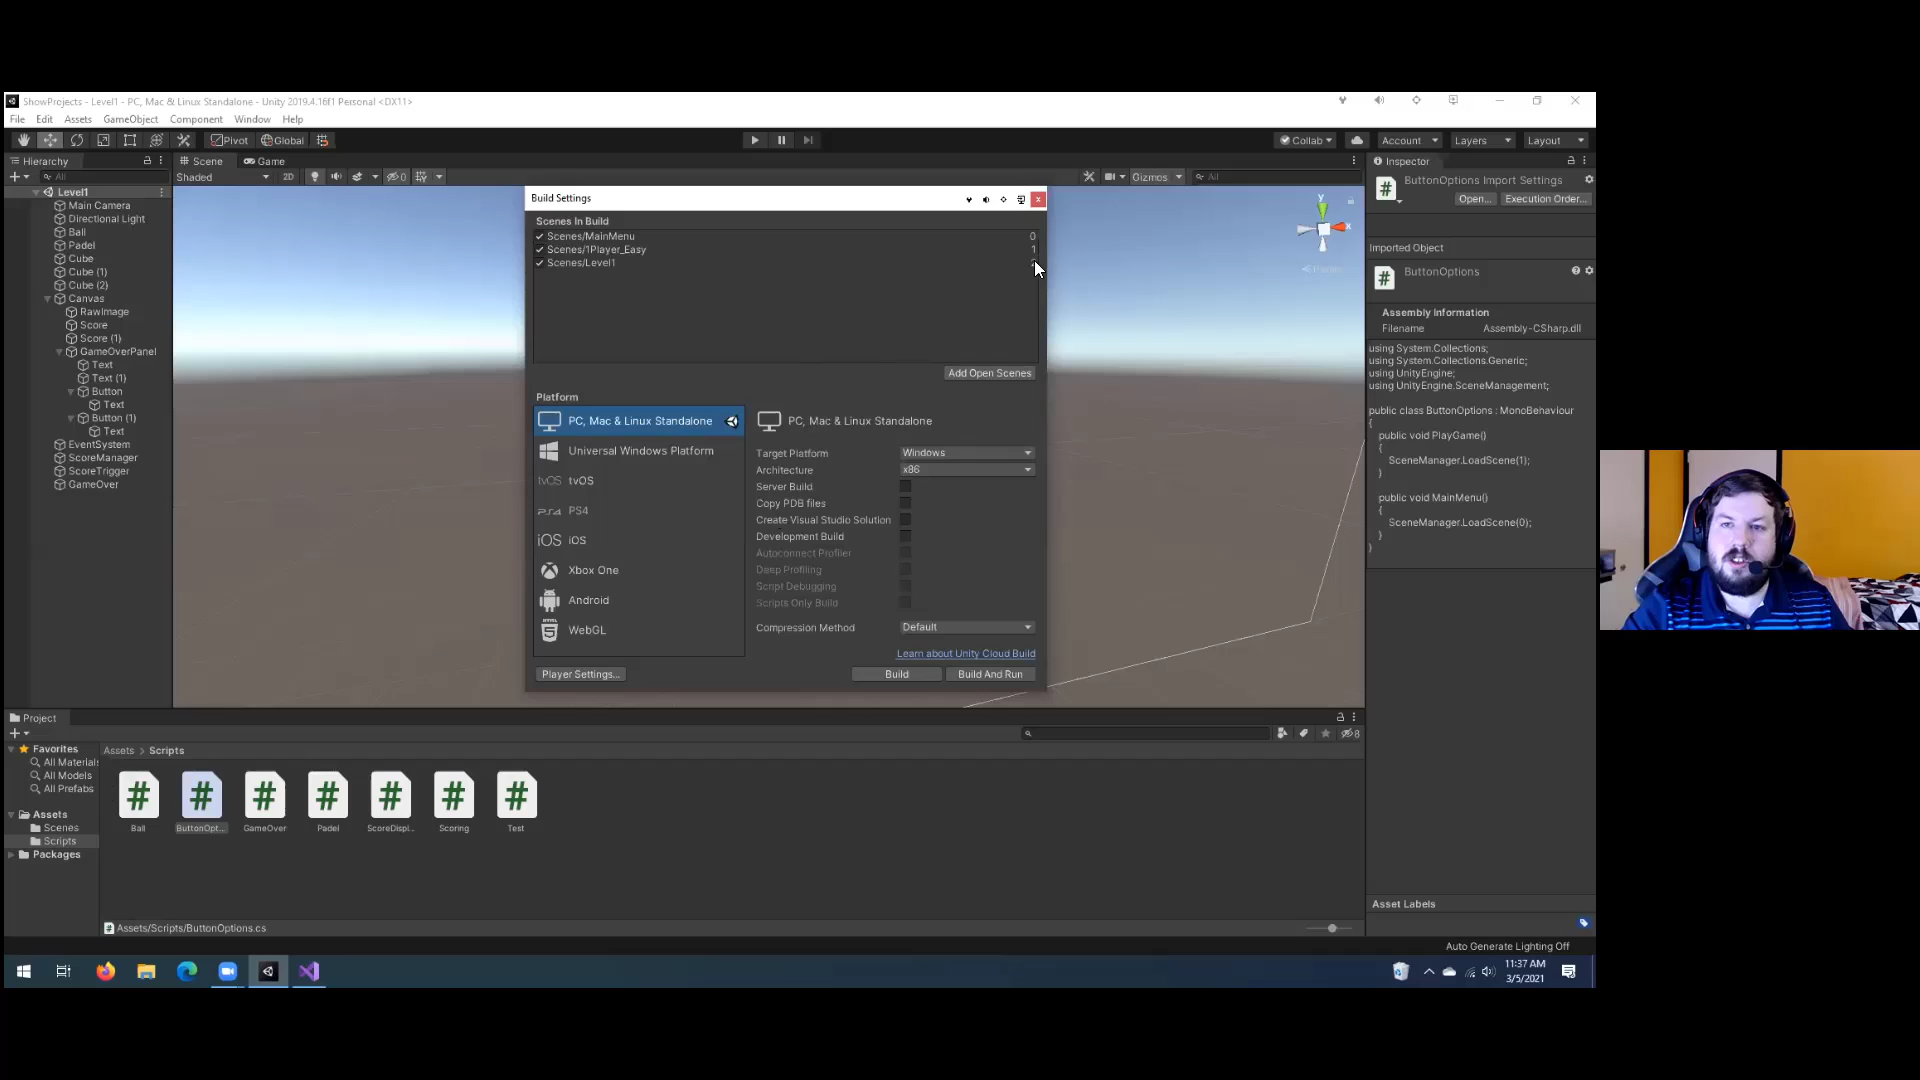 ShowProjects - Level1 - PC, Mac & Linux Standalone - Unity 2019.4.16f1 Personal <DX11>
File Edit Assets GameObject Component Window Help
Pivot Global Collab Account Layers Layout
Hierarchy
All
Level1
Main Camera
Directional Light
Ball
Padel
Cube
Cube (1)
Cube (2)
Canvas
RawImage
Score
Score (1)
GameOverPanel
Text
Text (1)
Button
Text
Button (1)
Text
EventSystem
ScoreManager
ScoreTrigger
GameOver
Scene Game
Shaded 2D 0 Gizmos All
y
x
Build Settings
Scenes In Build
Scenes/MainMenu 0
Scenes/1Player_Easy 1
Scenes/Level1
Add Open Scenes
Platform
PC, Mac & Linux Standalone
Universal Windows Platform
tvOS tvOS
PS4
iOS iOS
Xbox One
Android
HTML 5 WebGL
Player Settings...
PC, Mac & Linux Standalone
Target Platform Windows
Architecture x86
Server Build
Copy PDB files
Create Visual Studio Solution
Development Build
Autoconnect Profiler
Deep Profiling
Script Debugging
Scripts Only Build
Compression Method Default
Learn about Unity Cloud Build
Build Build And Run
Inspector
ButtonOptions Import Settings
Open... Execution Order...
Imported Object
ButtonOptions
Assembly Information
Filename Assembly-CSharp.dll
using System.Collections;
using System.Collections.Generic;
using UnityEngine;
using UnityEngine.SceneManagement;
public class ButtonOptions : MonoBehaviour
{
public void PlayGame()
{
SceneManager.LoadScene(1);
}
public void MainMenu()
{
SceneManager.LoadScene(0);
}
}
Asset Labels
Project
8
Favorites
All Materials
All Models
All Prefabs
Assets
Scenes
Scripts
Packages
Assets > Scripts
Ball ButtonOpt... GameOver Padel ScoreDispl... Scoring Test
Assets/Scripts/ButtonOptions.cs
Auto Generate Lighting Off
11:37 AM
3/5/2021